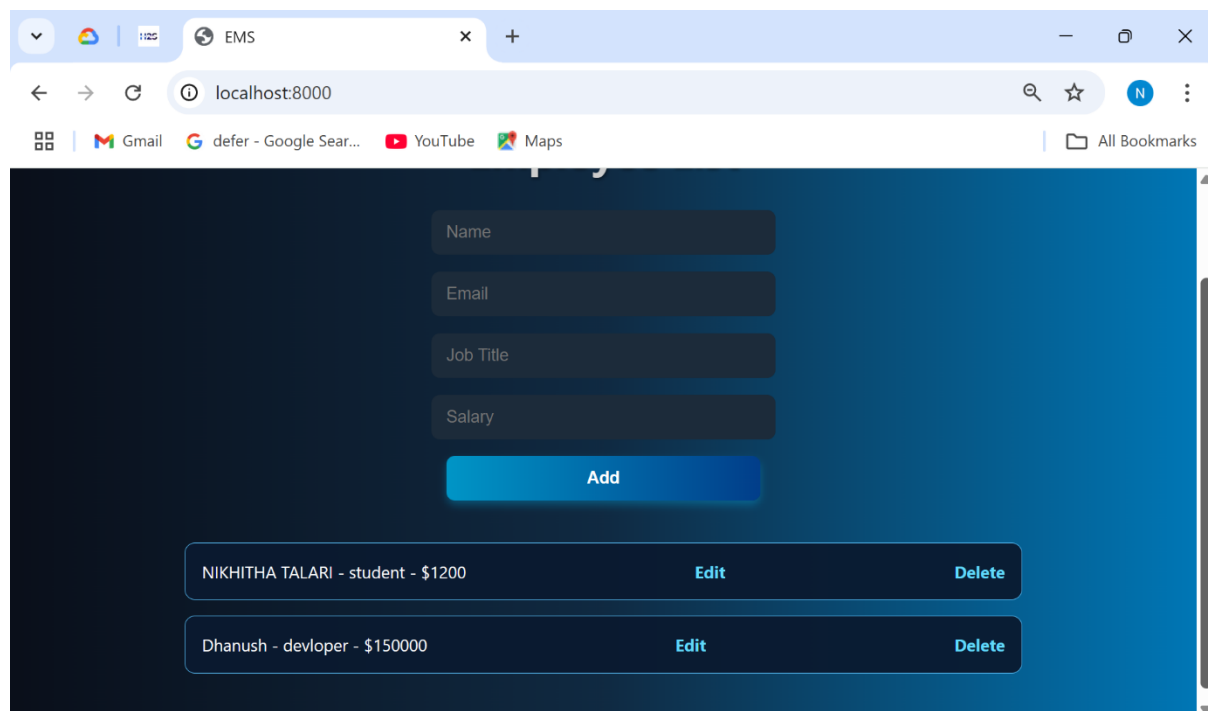 EMS
localhost:8000
N
Gmail
defer - Google Sear...
YouTube
Maps
All Bookmarks
Name
Email
Job Title
Salary
Add
NIKHITHA TALARI - student - $1200 Edit Delete
Dhanush - devloper - $150000 Edit Delete